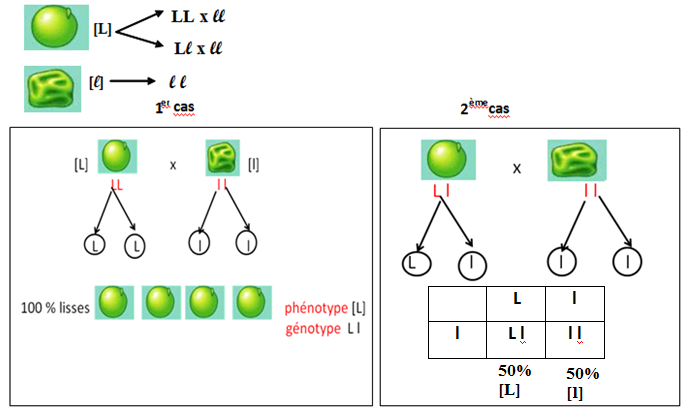 [L] LL x ℓℓ
Lℓ x ℓℓ
[ℓ] ℓ ℓ
1er cas
2ème cas
[L] x [l]
LL l l
L L l l
100 % lisses phénotype [L]
génotype L l
x
L l l l
L l l l
L l
l L l l l
50% 50%
[L] [l]